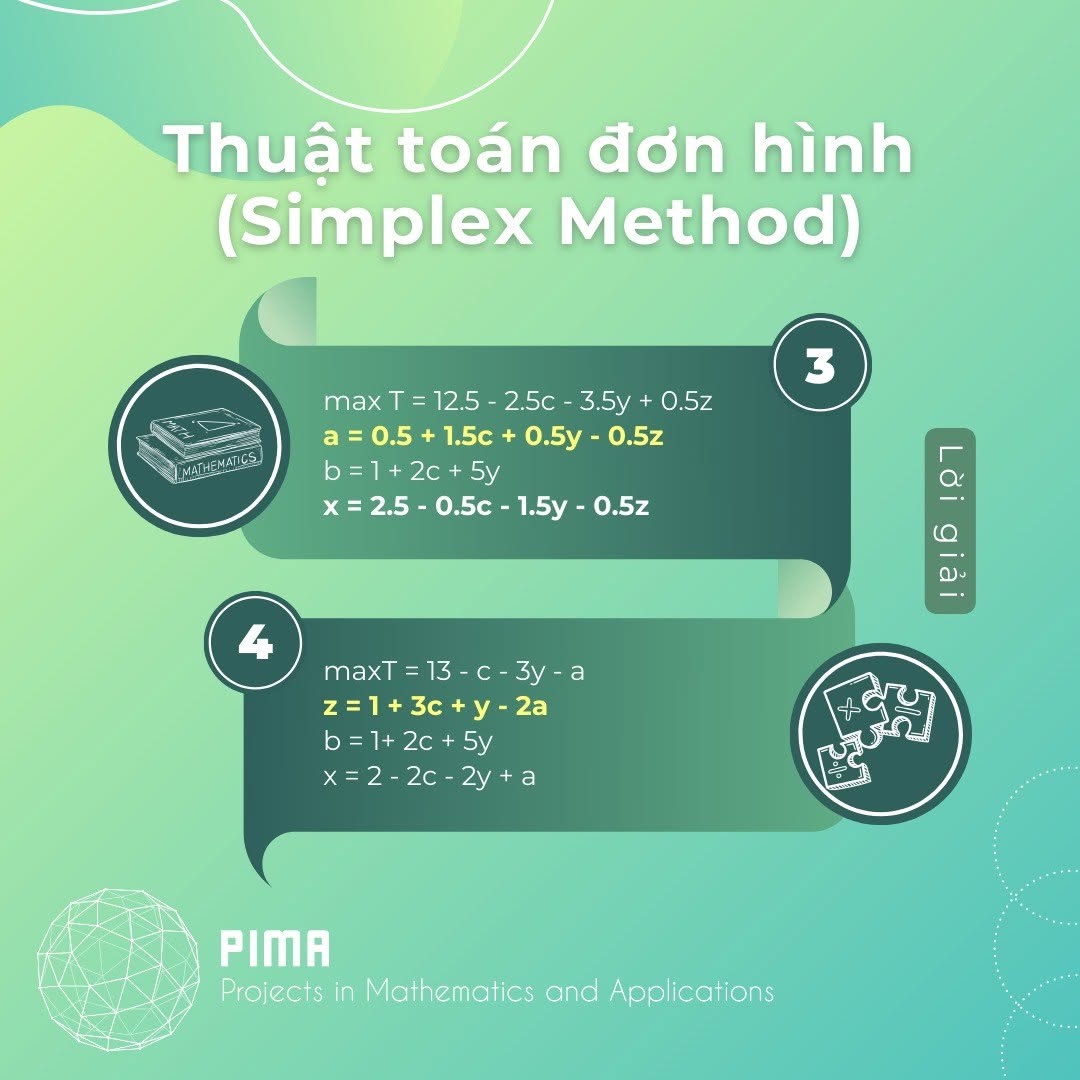 Thuật toán đơn hình
(Simplex Method)
3
max T = 12.5 - 2.5c - 3.5y + 0.5z
a = 0.5 + 1.5c + 0.5y - 0.5z
b = 1 + 2c + 5y
x = 2.5 - 0.5c - 1.5y - 0.5z
MATH
MATHEMATICS
Lời giải
4
maxT = 13 - c - 3y - a
z = 1 + 3c + y - 2a
b = 1+ 2c + 5y
x = 2 - 2c - 2y + a
PIMA
Projects in Mathematics and Applications